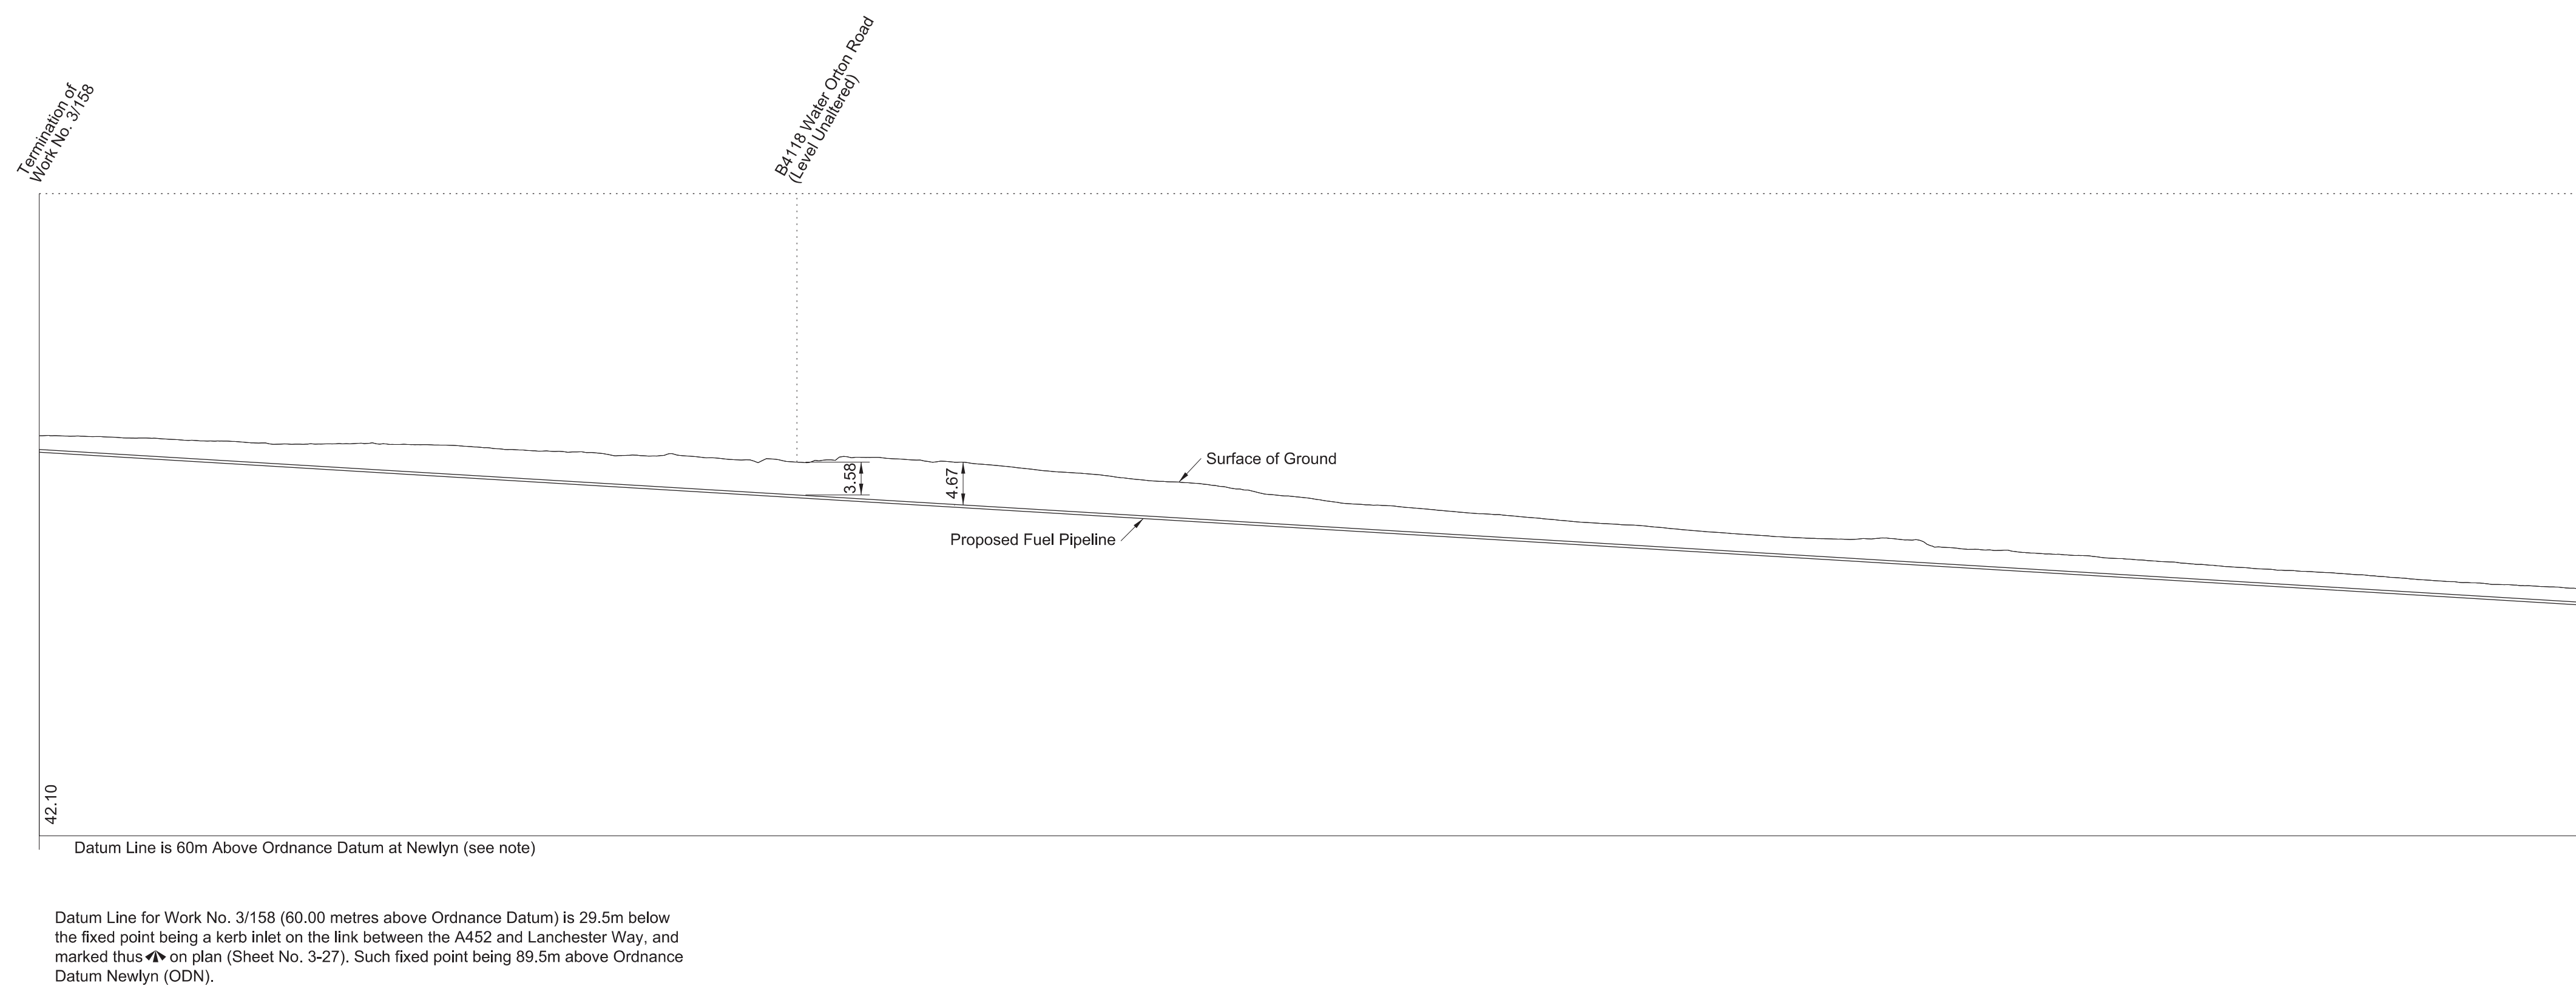 Termination of
Work No. 3/158
B4118 Water Orton Road
(Level Unaltered)
3.58
4.67
Surface of Ground
Proposed Fuel Pipeline
42.10
Datum Line is 60m Above Ordnance Datum at Newlyn (see note)
Datum Line for Work No. 3/158 (60.00 metres above Ordnance Datum) is 29.5m below
the fixed point being a kerb inlet on the link between the A452 and Lanchester Way, and
marked thus on plan (Sheet No. 3-27). Such fixed point being 89.5m above Ordnance
Datum Newlyn (ODN).